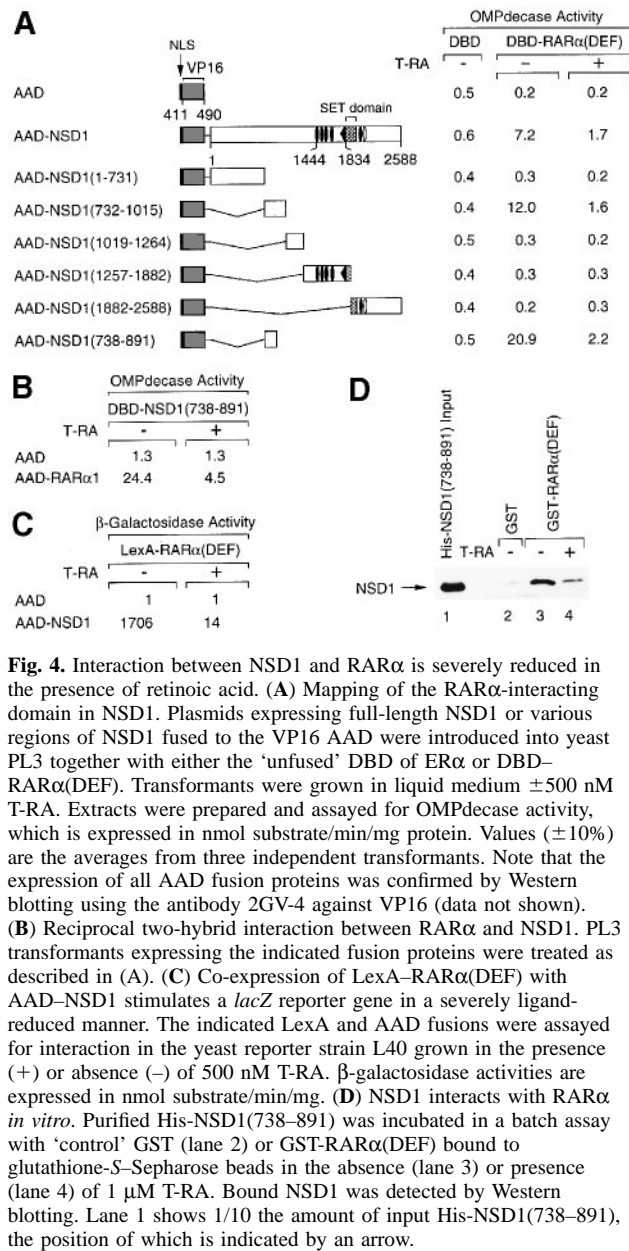 A
OMPdecase Activity
NLS
VP16
DBD DBD-RARα(DEF)
T-RA - – +
AAD 0.5 0.2 0.2
411 490
SET domain
AAD-NSD1 0.6 7.2 1.7
1 1444 1834 2588
AAD-NSD1(1-731) 0.4 0.3 0.2
AAD-NSD1(732-1015) 0.4 12.0 1.6
AAD-NSD1(1019-1264) 0.5 0.3 0.2
AAD-NSD1(1257-1882) 0.4 0.3 0.3
AAD-NSD1(1882-2588) 0.4 0.2 0.3
AAD-NSD1(738-891) 0.5 20.9 2.2
B
OMPdecase Activity
DBD-NSD1(738-891)
T-RA - +
AAD 1.3 1.3
AAD-RARα1 24.4 4.5
C
β-Galactosidase Activity
LexA-RARα(DEF)
T-RA - +
AAD 1 1
AAD-NSD1 1706 14
D
His-NSD1(738-891) Input
GST
GST-RARα(DEF)
T-RA - - +
NSD1
1 2 3 4
Fig. 4. Interaction between NSD1 and RARα is severely reduced in
the presence of retinoic acid. (A) Mapping of the RARα-interacting
domain in NSD1. Plasmids expressing full-length NSD1 or various
regions of NSD1 fused to the VP16 AAD were introduced into yeast
PL3 together with either the ‘unfused’ DBD of ERα or DBD–
RARα(DEF). Transformants were grown in liquid medium ±500 nM
T-RA. Extracts were prepared and assayed for OMPdecase activity,
which is expressed in nmol substrate/min/mg protein. Values (±10%)
are the averages from three independent transformants. Note that the
expression of all AAD fusion proteins was confirmed by Western
blotting using the antibody 2GV-4 against VP16 (data not shown).
(B) Reciprocal two-hybrid interaction between RARα and NSD1. PL3
transformants expressing the indicated fusion proteins were treated as
described in (A). (C) Co-expression of LexA–RARα(DEF) with
AAD–NSD1 stimulates a lacZ reporter gene in a severely ligand-
reduced manner. The indicated LexA and AAD fusions were assayed
for interaction in the yeast reporter strain L40 grown in the presence
(+) or absence (–) of 500 nM T-RA. β-galactosidase activities are
expressed in nmol substrate/min/mg. (D) NSD1 interacts with RARα
in vitro. Purified His-NSD1(738–891) was incubated in a batch assay
with ‘control’ GST (lane 2) or GST-RARα(DEF) bound to
glutathione-S–Sepharose beads in the absence (lane 3) or presence
(lane 4) of 1 μM T-RA. Bound NSD1 was detected by Western
blotting. Lane 1 shows 1/10 the amount of input His-NSD1(738–891),
the position of which is indicated by an arrow.